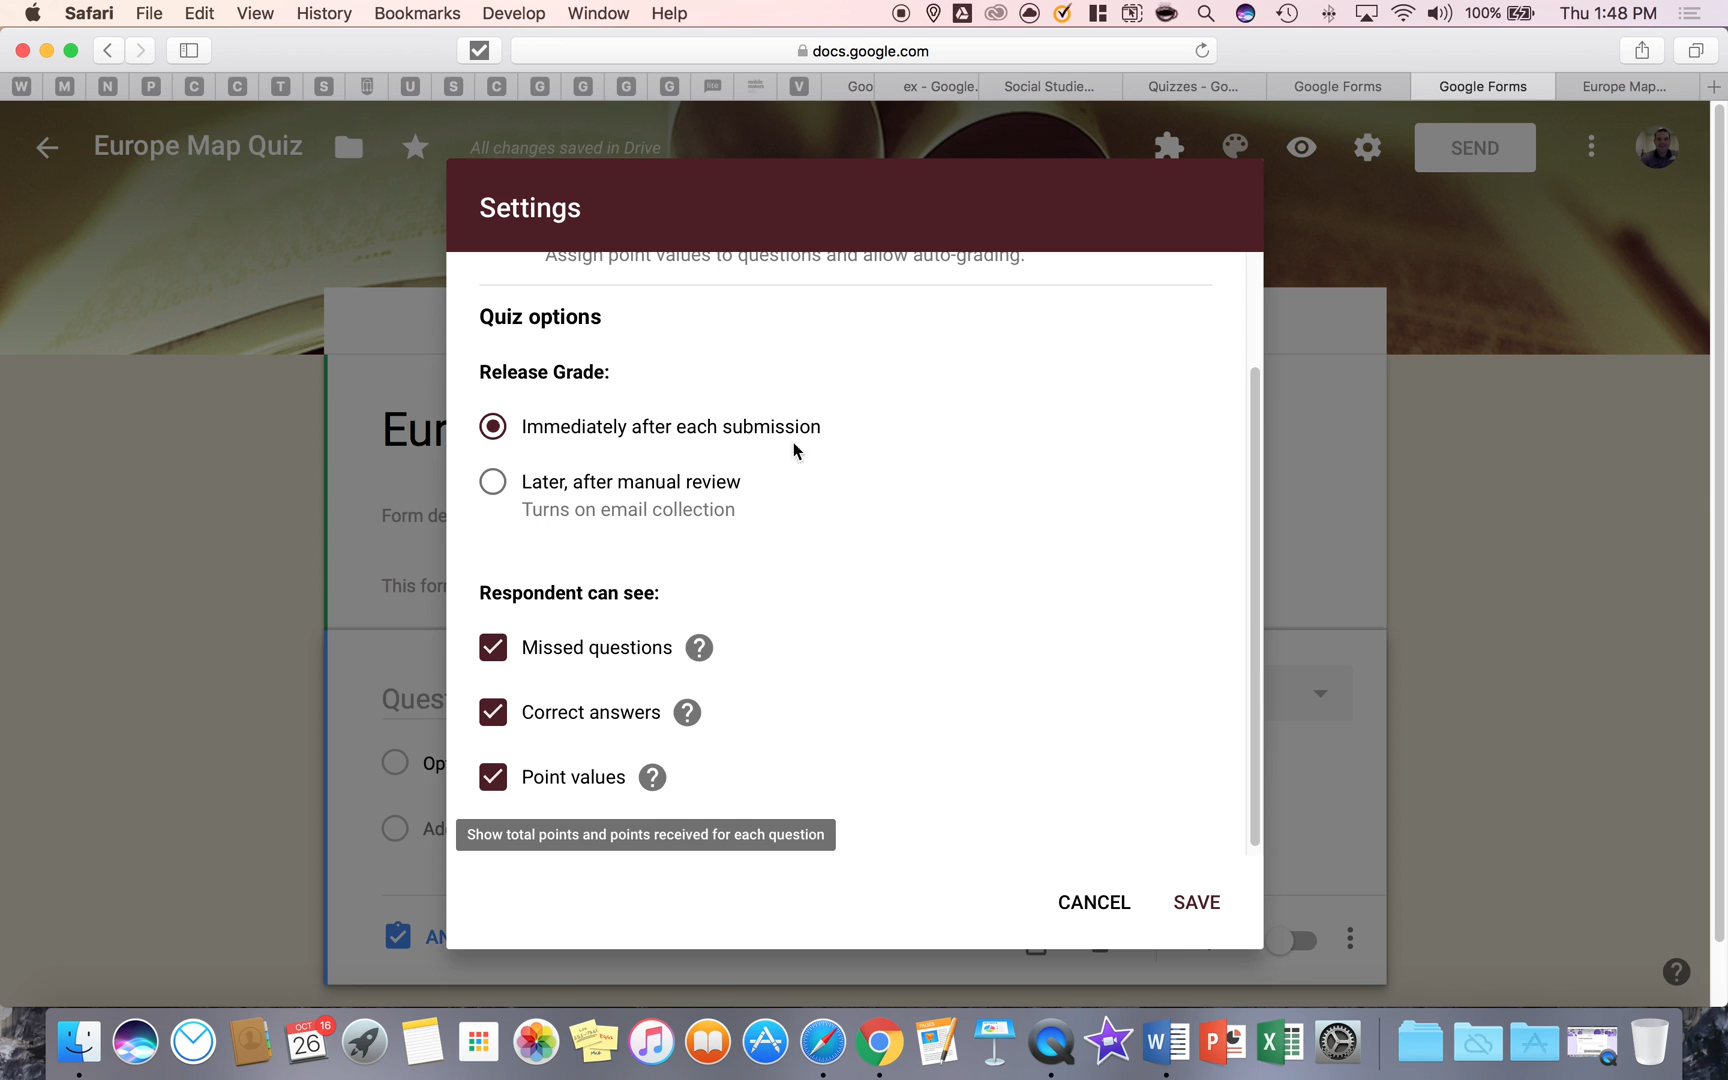 Safari File Edit View History Bookmarks Develop Window Help 100% Thu 1:48 PM
docs.google.com
W M N P C C T S U S C G G G G lite V Goo ex - Google. Social Studie... Quizzes - Go... Google Forms Google Forms Europe Map...
Europe Map Quiz All changes saved in Drive SEND
Settings
Assign point values to questions and allow auto-grading.
Quiz options
Release Grade:
Immediately after each submission
Eur
Later, after manual review
Turns on email collection
Form de
This for
Respondent can see:
Missed questions ?
Ques
Correct answers ?
Op
Point values ?
Ad
Show total points and points received for each question
CANCEL SAVE
AN
?
OCT 16
26